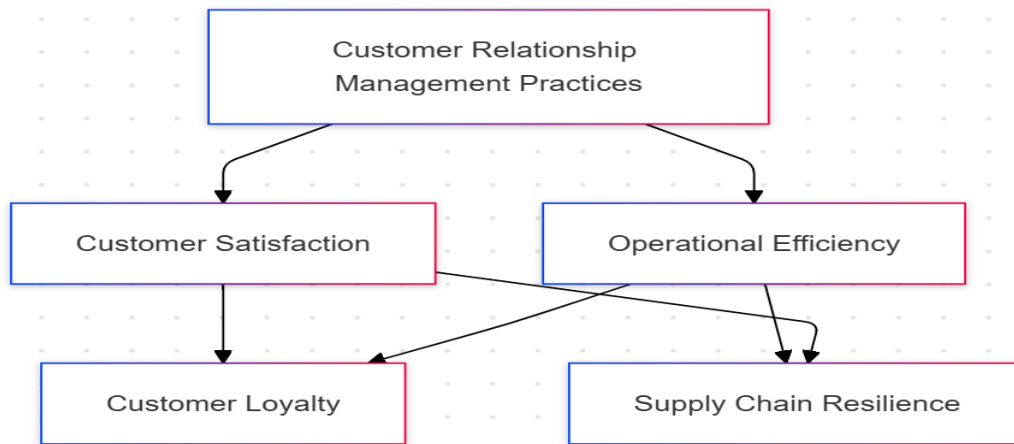 Customer Relationship
Management Practices
Customer Satisfaction
Operational Efficiency
Customer Loyalty
Supply Chain Resilience